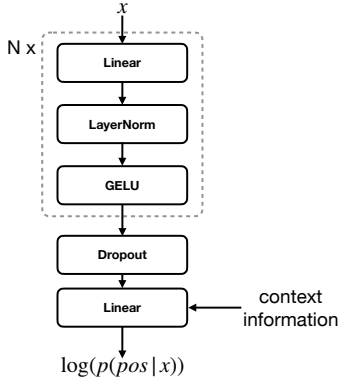 x
N x
Linear
LayerNorm
GELU
Dropout
Linear
context
information
log(p(pos | x))